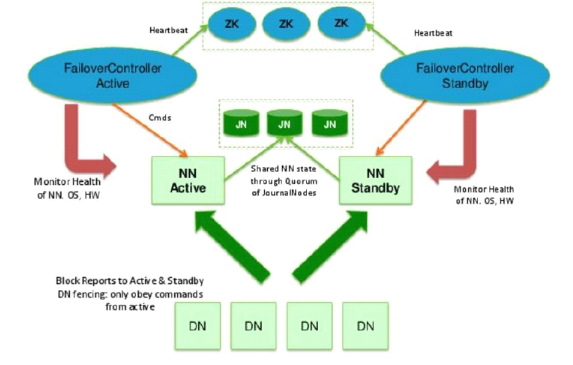 ZK ZK ZK
Heartbeat
Heartbeat
FailoverController
Active
FailoverController
Standby
Cmds
JN JN JN
NN
Active
Shared NN state
through Quorum
of JournalNodes
NN
Standby
Monitor Health
of NN. OS, HW
Monitor Health
of NN. OS, HW
Block Reports to Active & Standby
DN fencing: only obey commands
from active
DN DN DN DN